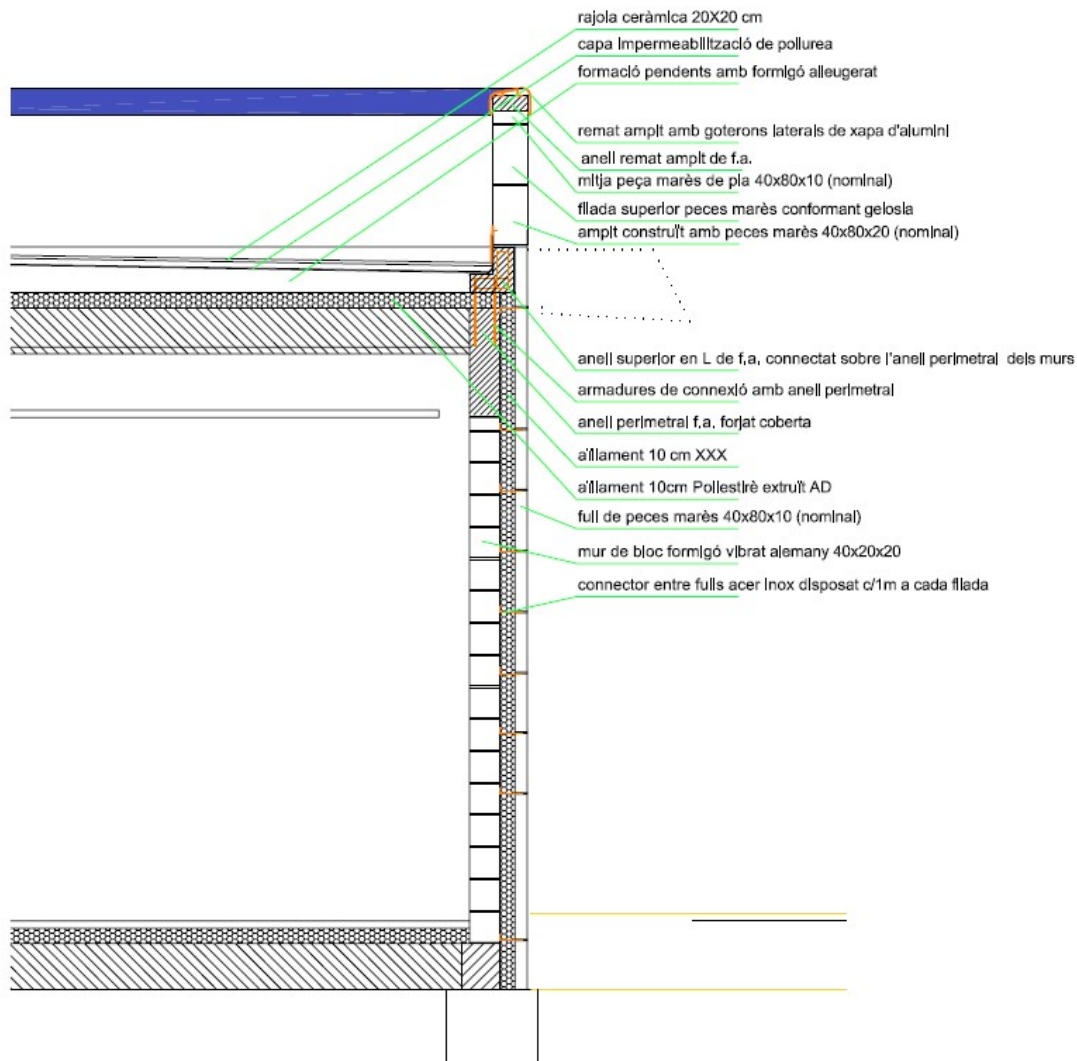 rajola ceràmica 20X20 cm
capa impermeabilització de poliurea
formació pendents amb formigó alleugerat
remat ampit amb goterons laterals de xapa d'alumini
anell remat ampit de f.a.
mitja peça marès de pla 40x80x10 (nominal)
filada superior peces marès conformant gelosia
ampit construït amb peces marès 40x80x20 (nominal)
anell superior en L de f,a, connectat sobre l'anell perimetral dels murs
armadures de connexió amb anell perimetral
anell perimetral f,a, forjat coberta
aïllament 10 cm XXX
aïllament 10cm Poliestirè extruït AD
full de peces marès 40x80x10 (nominal)
mur de bloc formigó vibrat alemany 40x20x20
connector entre fulls acer inox disposat c/1m a cada filada